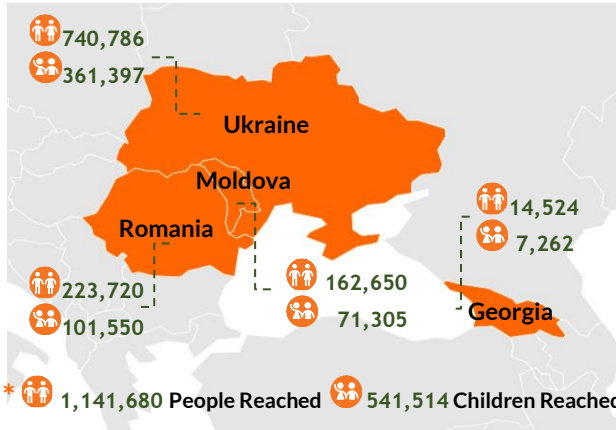 740,786
361,397
Ukraine
Moldova
Romania
14,524
7,262
223,720
101,550
162,650
71,305
Georgia
* 1,141,680 People Reached 541,514 Children Reached